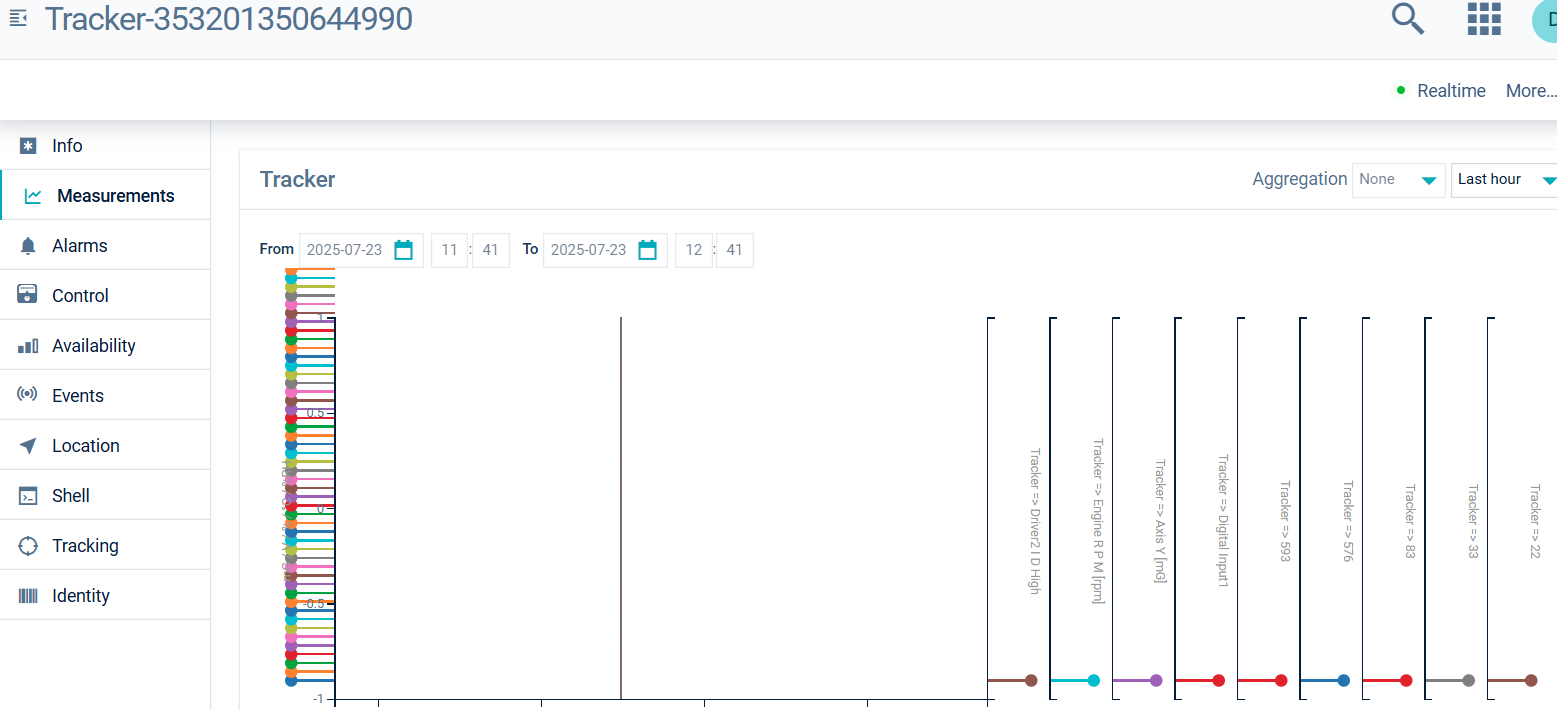 Tracker-353201350644990
D
Realtime More...
Info
Measurements
Alarms
Control
Availability
Events
Location
Shell
Tracking
Identity
Tracker
Aggregation None Last hour
From 2025-07-23 11 : 41 To 2025-07-23 12 : 41
1
0.5
0
-0.5
-1
Tracker => Driver2 I D High
Tracker => Engine R P M [rpm]
Tracker => Axis Y [mG]
Tracker => Digital Input1
Tracker => 593
Tracker => 576
Tracker => 83
Tracker => 33
Tracker => 22